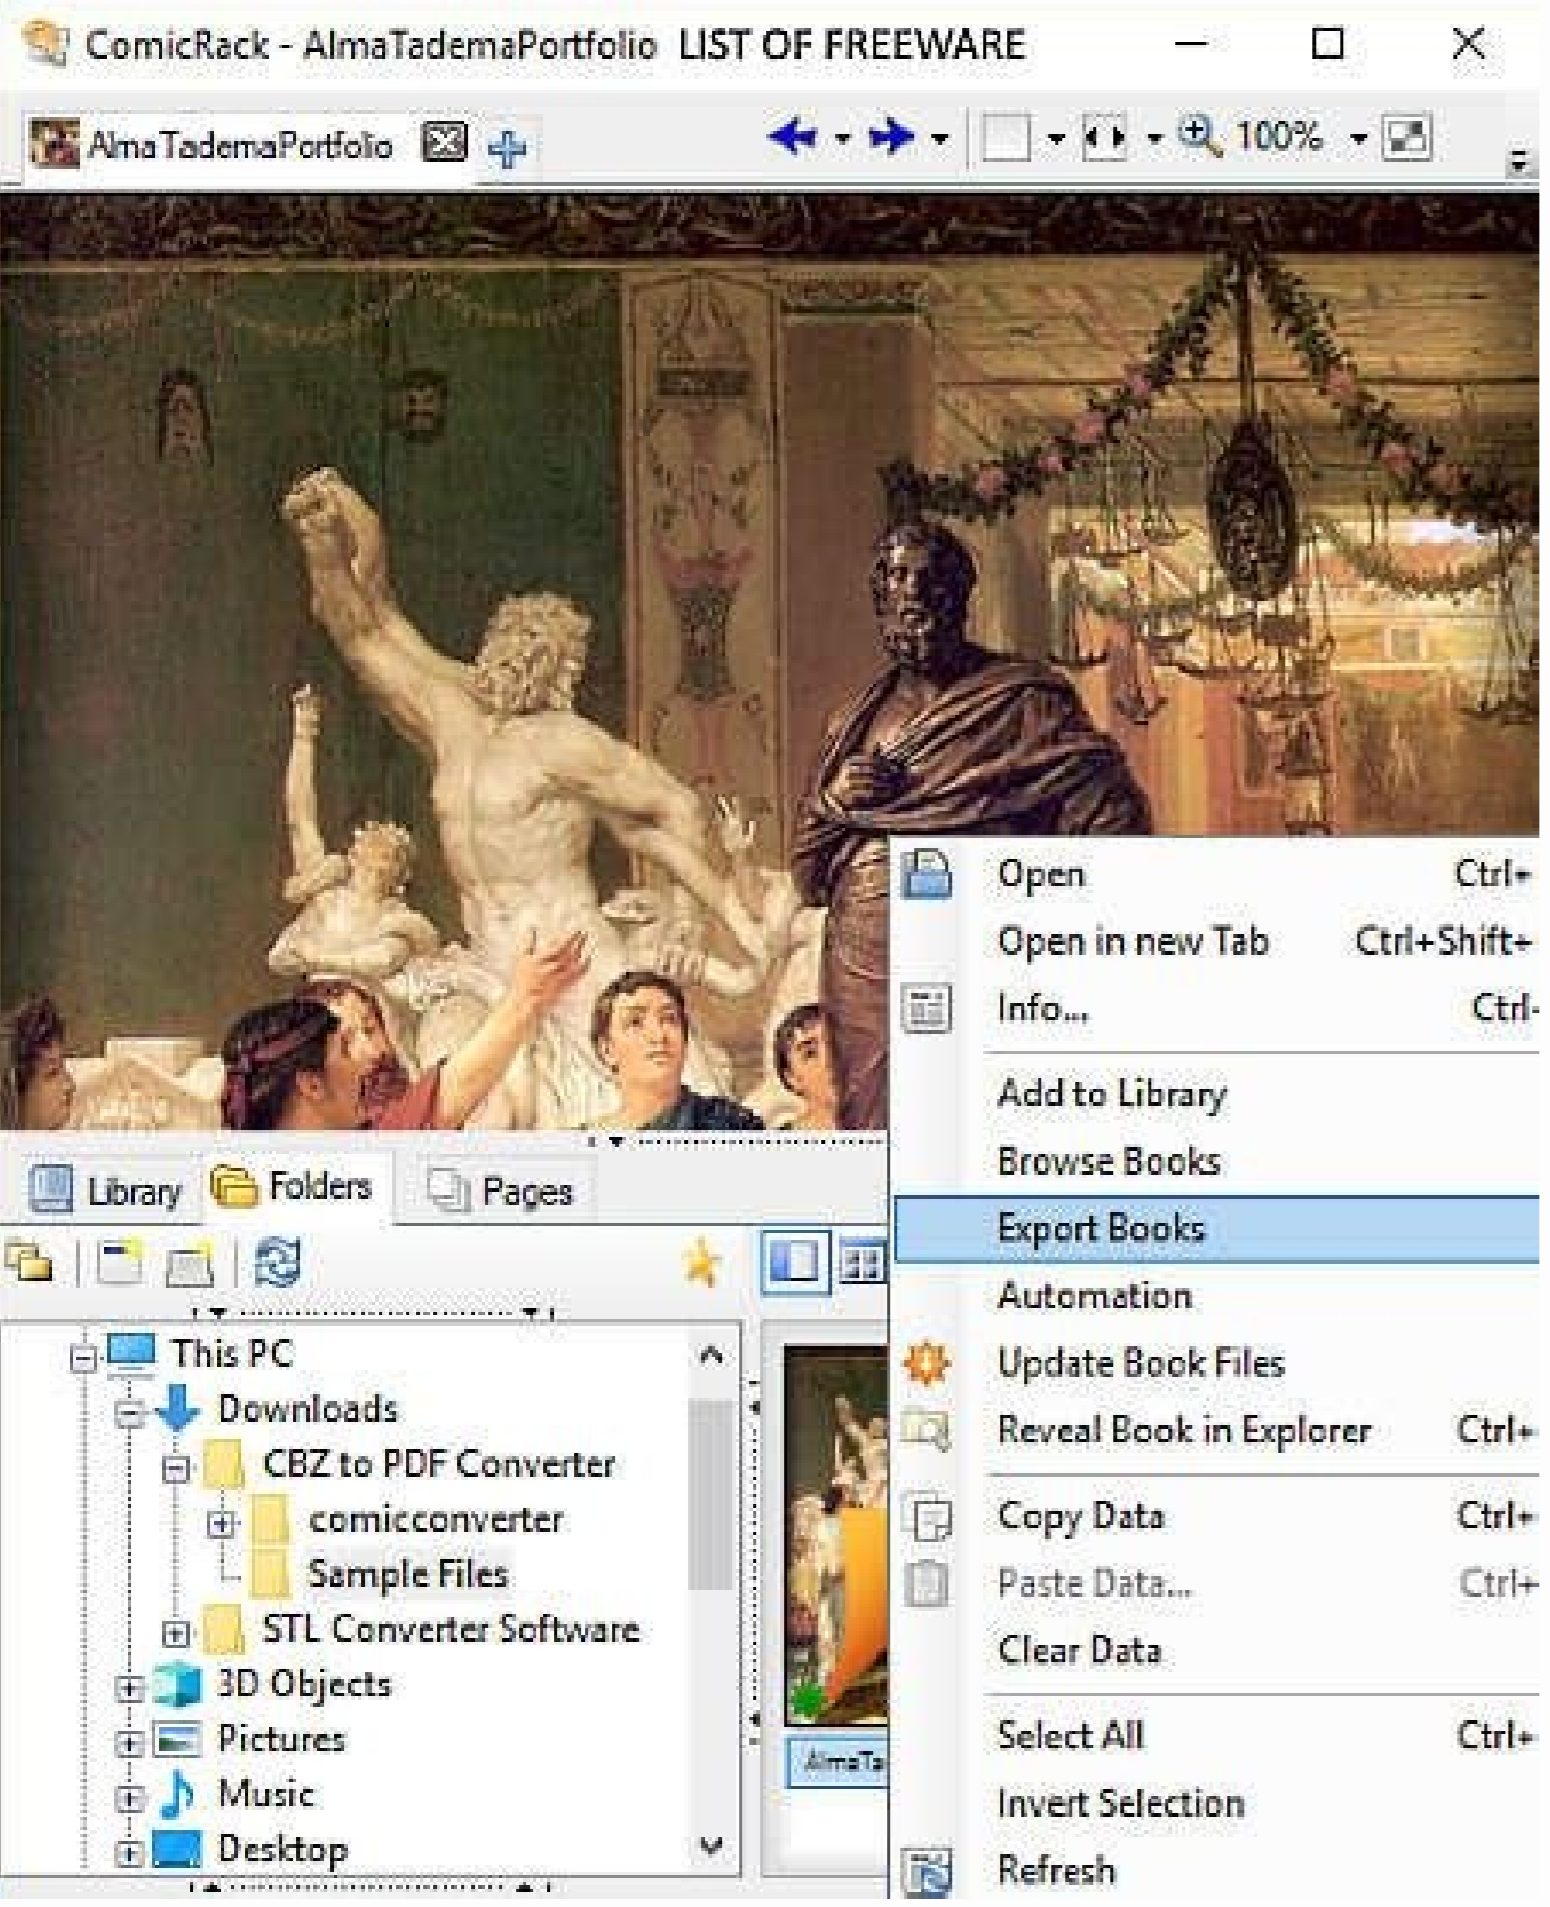 ComicRack - AlmaTademaPortfolio LIST OF FREEWARE
AlmaTademaPortfolio
100%
Open Ctrl+
Open in new Tab Ctrl+Shift+
Info... Ctrl-
Add to Library
Browse Books
Export Books
Automation
Update Book Files
Reveal Book in Explorer Ctrl+
Copy Data Ctrl+
Paste Data... Ctrl+
Clear Data
Select All Ctrl+
Invert Selection
Refresh
Library Folders Pages
This PC
Downloads
CBZ to PDF Converter
comicconverter
Sample Files
STL Converter Software
3D Objects
Pictures
Music
Desktop
AlmaTa